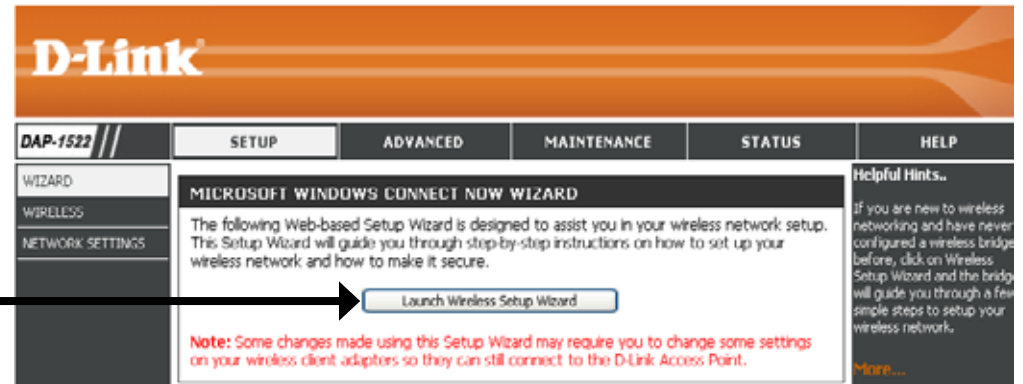 D-Link
DAP-1522 SETUP ADVANCED MAINTENANCE STATUS HELP
WIZARD
WIRELESS
NETWORK SETTINGS
MICROSOFT WINDOWS CONNECT NOW WIZARD
The following Web-based Setup Wizard is designed to assist you in your wireless network setup.
This Setup Wizard will guide you through step-by-step instructions on how to set up your
wireless network and how to make it secure.
Launch Wireless Setup Wizard
Note: Some changes made using this Setup Wizard may require you to change some settings
on your wireless client adapters so they can still connect to the D-Link Access Point.
Helpful Hints..
If you are new to wireless
networking and have never
configured a wireless bridge
before, click on Wireless
Setup Wizard and the bridge
will guide you through a few
simple steps to setup your
wireless network.
More...